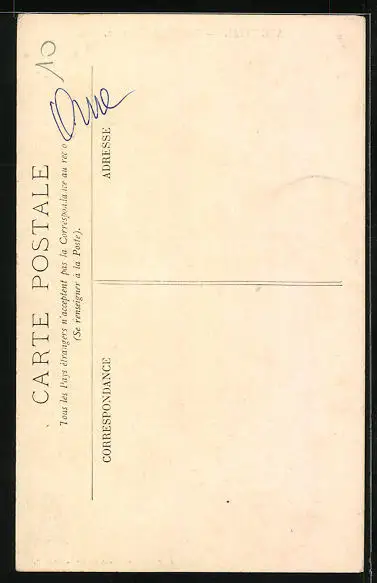 10
Orne
CARTE POSTALE
Tous les Pays étrangers n'acceptent pas la Correspondance au recto
(Se renseigner à la Poste).
CORRESPONDANCE
ADRESSE